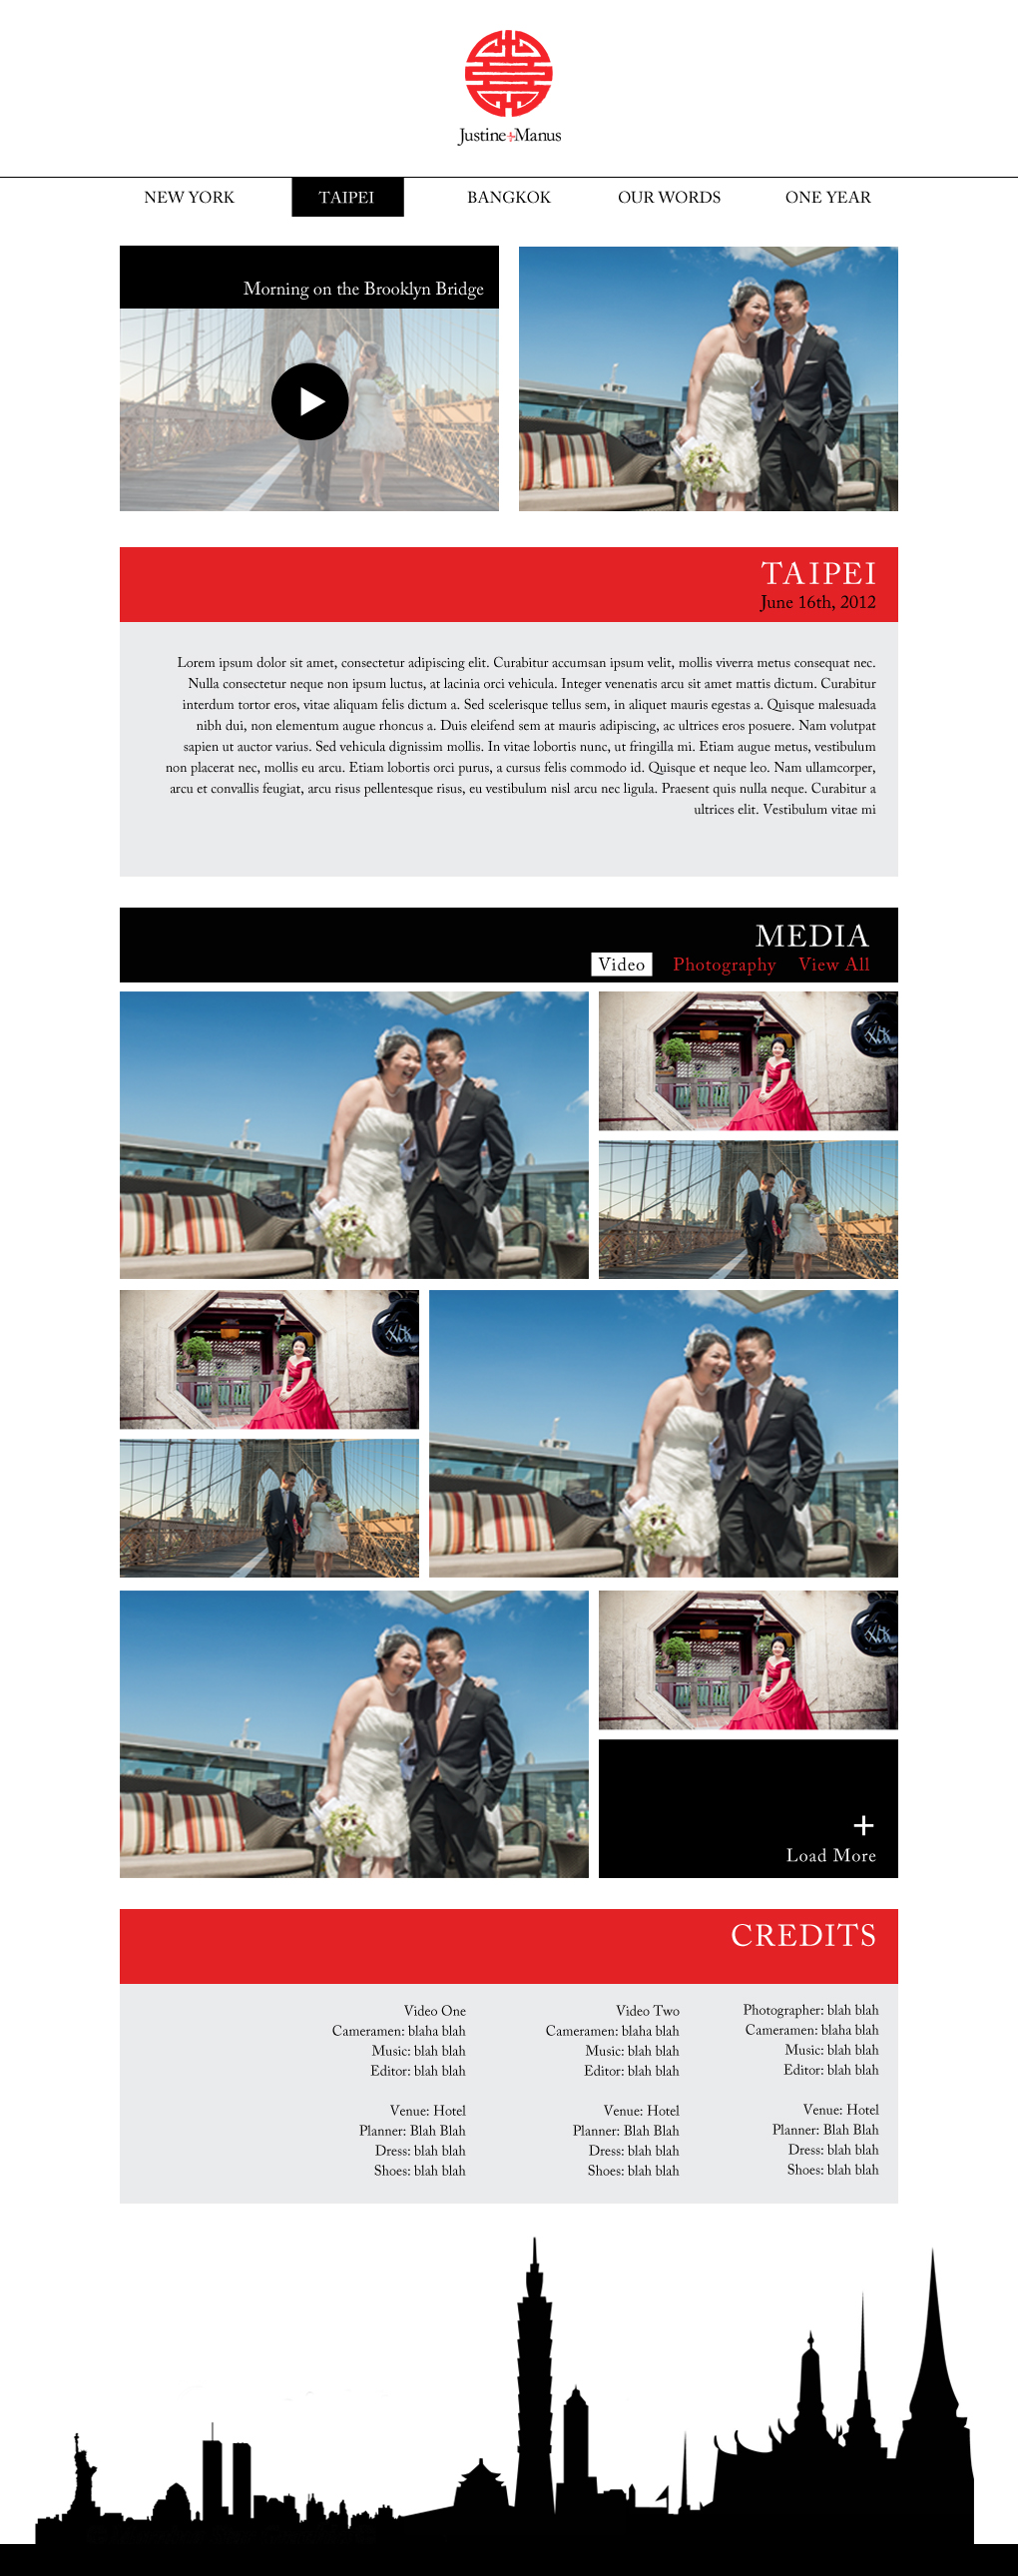 Justine+Manus
NEW YORK
TAIPEI
BANGKOK
OUR WORDS
ONE YEAR
Morning on the Brooklyn Bridge
TAIPEI
June 16th, 2012
Lorem ipsum dolor sit amet, consectetur adipiscing elit. Curabitur accumsan ipsum velit, mollis viverra metus consequat nec.
Nulla consectetur neque non ipsum luctus, at lacinia orci vehicula. Integer venenatis arcu sit amet mattis dictum. Curabitur
interdum tortor eros, vitae aliquam felis dictum a. Sed scelerisque tellus sem, in aliquet mauris egestas a. Quisque malesuada
nibh dui, non elementum augue rhoncus a. Duis eleifend sem at mauris adipiscing, ac ultrices eros posuere. Nam volutpat
sapien ut auctor varius. Sed vehicula dignissim mollis. In vitae lobortis nunc, ut fringilla mi. Etiam augue metus, vestibulum
non placerat nec, mollis eu arcu. Etiam lobortis orci purus, a cursus felis commodo id. Quisque et neque leo. Nam ullamcorper,
arcu et convallis feugiat, arcu risus pellentesque risus, eu vestibulum nisl arcu nec ligula. Praesent quis nulla neque. Curabitur a
ultrices elit. Vestibulum vitae mi
MEDIA
Video
Photography
View All
+
Load More
CREDITS
Video One
Cameramen: blaha blah
Music: blah blah
Editor: blah blah
Venue: Hotel
Planner: Blah Blah
Dress: blah blah
Shoes: blah blah
Video Two
Cameramen: blaha blah
Music: blah blah
Editor: blah blah
Venue: Hotel
Planner: Blah Blah
Dress: blah blah
Shoes: blah blah
Photographer: blah blah
Cameramen: blaha blah
Music: blah blah
Editor: blah blah
Venue: Hotel
Planner: Blah Blah
Dress: blah blah
Shoes: blah blah